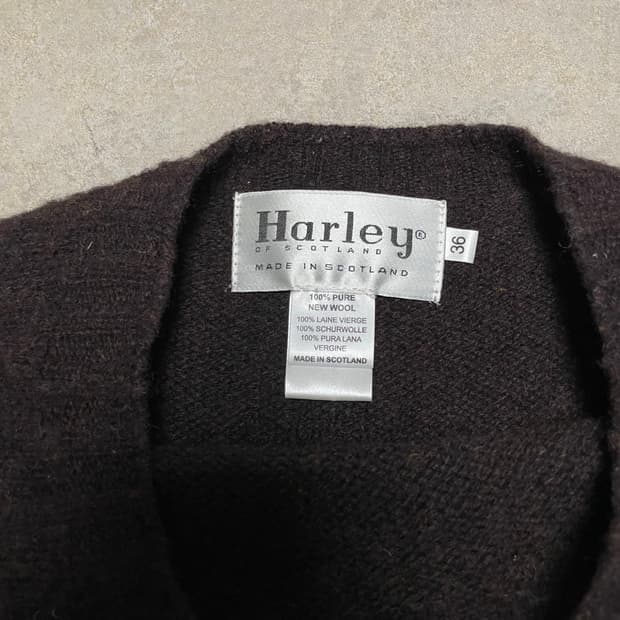 Harley®
OF SCOTLAND
MADE IN SCOTLAND
36
100% PURE
NEW WOOL
100% LAINE VIERGE
100% SCHURWOLLE
100% PURA LANA
VERGINE
MADE IN SCOTLAND